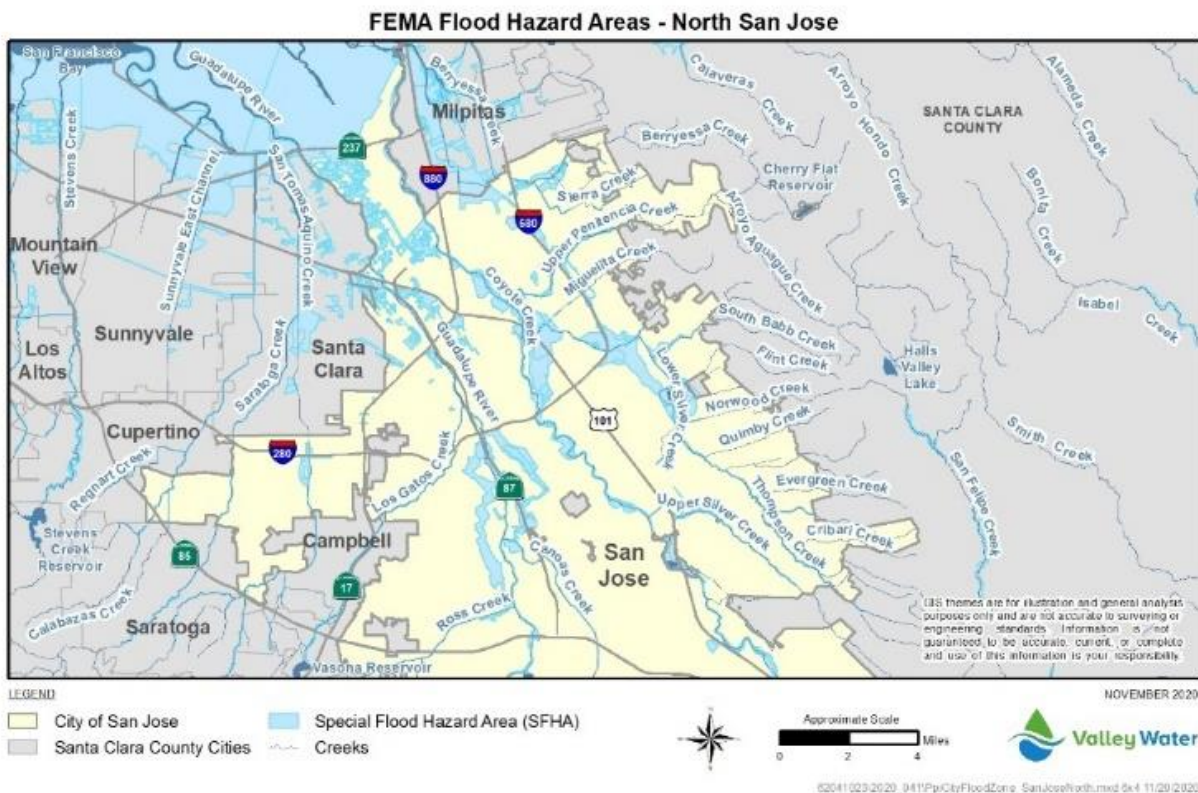 FEMA Flood Hazard Areas - North San Jose
San Francisco
Bay
Guadalupe River
Berryessa Creek
Milpitas
Calaveras Creek
Arroyo Hondo Creek
Alameda Creek
SANTA CLARA
COUNTY
Stevens Creek
237
880
Berryessa Creek
Cherry Flat
Reservoir
Bonita Creek
Sunnyvale East Channel
San Tomas Aquino Creek
Sierra Creek
680
Upper Penitencia Creek
Arroyo Aguague Creek
Mountain
View
Miguelita Creek
Coyote Creek
Isabel Creek
Sunnyvale
Los
Altos
Santa
Clara
Saratoga Creek
Guadalupe River
South Babb Creek
Flint Creek
Halls
Valley
Lake
Lower Silver Creek
Norwood Creek
101
Quimby Creek
Smith Creek
Cupertino
280
Regnart Creek
Los Gatos Creek
87
Evergreen Creek
San Felipe Creek
Upper Silver Creek
Thompson Creek
Cribari Creek
Stevens
Creek
Reservoir
85
Campbell
Canoas Creek
San
Jose
17
Calabazas Creek
Ross Creek
Saratoga
Vasona Reservoir
GIS themes are for illustration and general analysis
purposes only and are not accurate to surveying or
engineering standards. Information is not
guaranteed to be accurate, current, or complete
and use of this information is your responsibility.
LEGEND
City of San Jose
Santa Clara County Cities
Special Flood Hazard Area (SFHA)
Creeks
Approximate Scale
Miles
0 2 4
NOVEMBER 2020
Valley Water